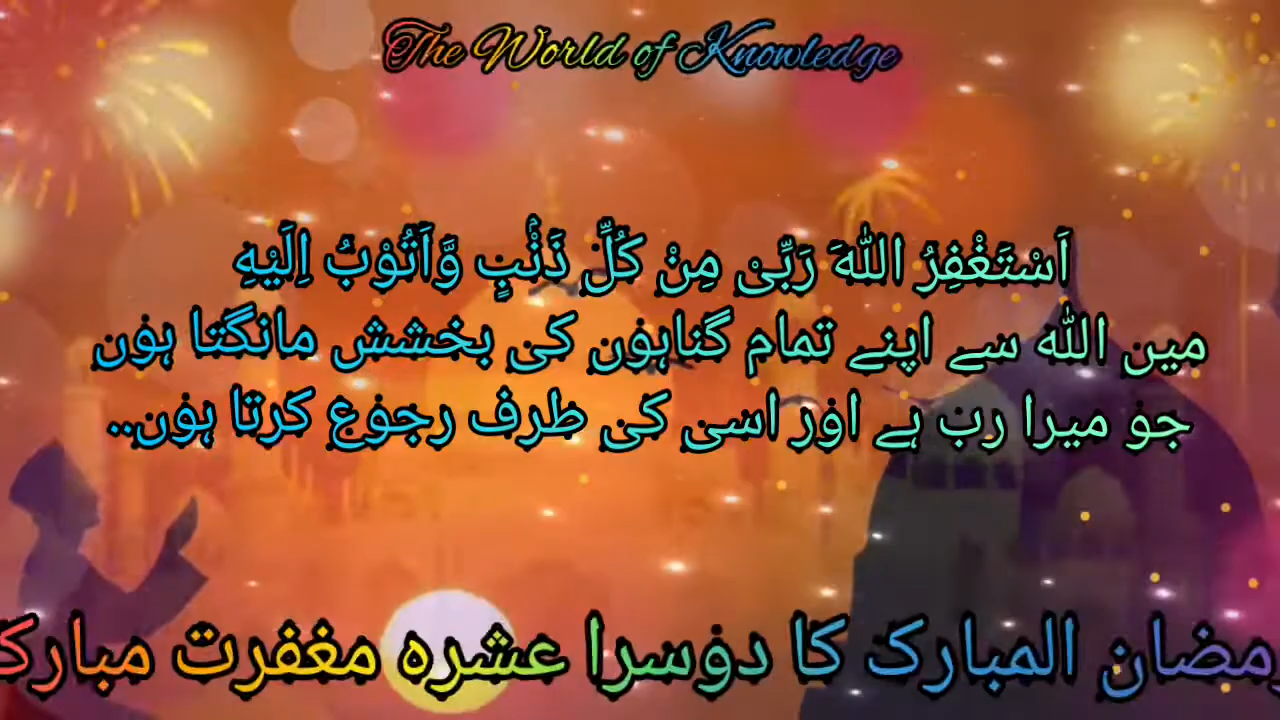 The World of Knowledge
اَسْتَغْفِرُ اللهَ رَبِّیْ مِنْ کُلِّ ذَنْۢبٍ وَّاَتُوْبُ اِلَیْهِ
میں اللہ سے اپنے تمام گناہوں کی بخشش مانگتا ہوں
جو میرا رب ہے اور اسی کی طرف رجوع کرتا ہوں..
رمضان المبارک کا دوسرا عشرہ مغفرت مبارک